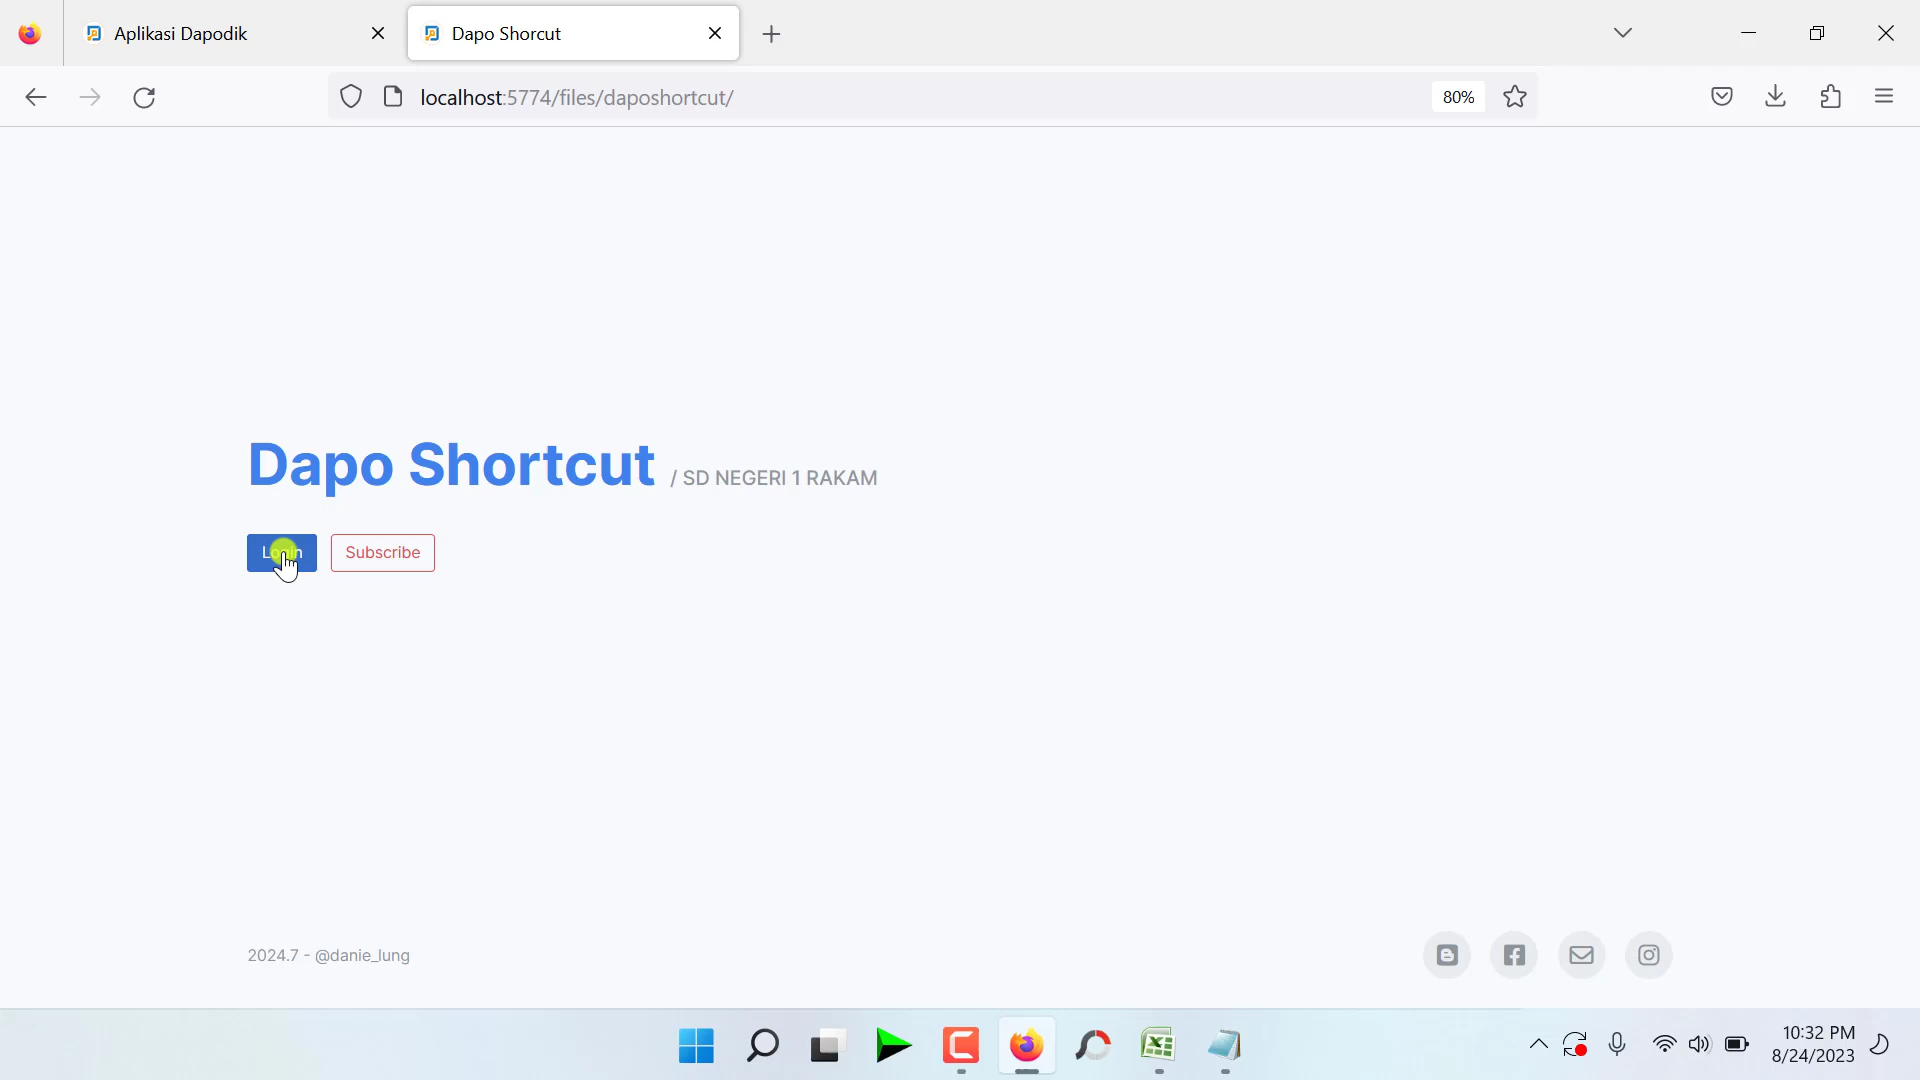 Aplikasi Dapodik
Dapo Shorcut
localhost:5774/files/daposhortcut/
80%
Dapo Shortcut / SD NEGERI 1 RAKAM
Login Subscribe
2024.7 - @danie_lung
10:32 PM
8/24/2023